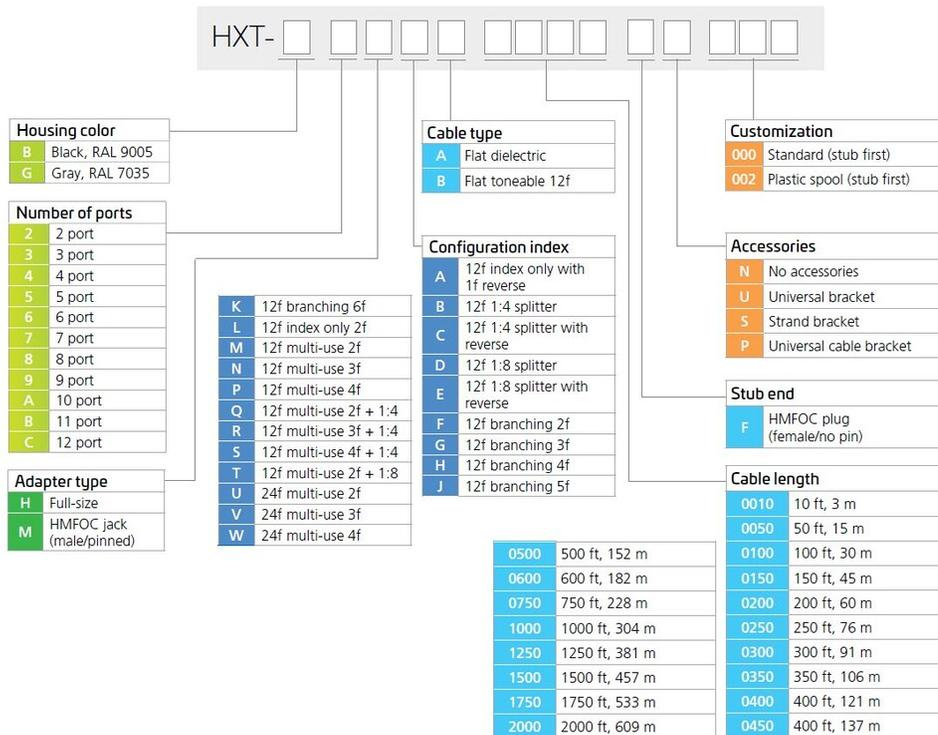 HXT-
Housing color
B Black, RAL 9005
G Gray, RAL 7035
Number of ports
2 2 port
3 3 port
4 4 port
5 5 port
6 6 port
7 7 port
8 8 port
9 9 port
A 10 port
B 11 port
C 12 port
Adapter type
H Full-size
M HMFOC jack
(male/pinned)
K 12f branching 6f
L 12f index only 2f
M 12f multi-use 2f
N 12f multi-use 3f
P 12f multi-use 4f
Q 12f multi-use 2f + 1:4
R 12f multi-use 3f + 1:4
S 12f multi-use 4f + 1:4
T 12f multi-use 2f + 1:8
U 24f multi-use 2f
V 24f multi-use 3f
W 24f multi-use 4f
Cable type
A Flat dielectric
B Flat toneable 12f
Configuration index
A 12f index only with
1f reverse
B 12f 1:4 splitter
C 12f 1:4 splitter with
reverse
D 12f 1:8 splitter
E 12f 1:8 splitter with
reverse
F 12f branching 2f
G 12f branching 3f
H 12f branching 4f
J 12f branching 5f
Customization
000 Standard (stub first)
002 Plastic spool (stub first)
Accessories
N No accessories
U Universal bracket
S Strand bracket
P Universal cable bracket
Stub end
F HMFOC plug
(female/no pin)
Cable length
0010 10 ft, 3 m
0050 50 ft, 15 m
0100 100 ft, 30 m
0150 150 ft, 45 m
0200 200 ft, 60 m
0250 250 ft, 76 m
0300 300 ft, 91 m
0350 350 ft, 106 m
0400 400 ft, 121 m
0450 400 ft, 137 m
0500 500 ft, 152 m
0600 600 ft, 182 m
0750 750 ft, 228 m
1000 1000 ft, 304 m
1250 1250 ft, 381 m
1500 1500 ft, 457 m
1750 1750 ft, 533 m
2000 2000 ft, 609 m